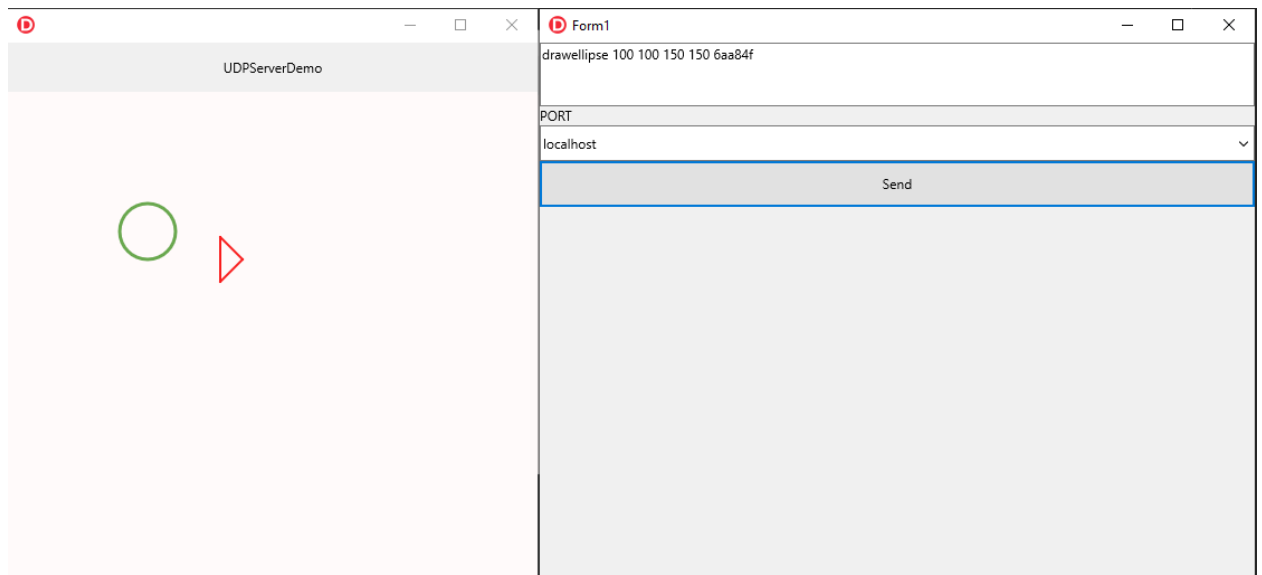 UDPServerDemo
Form1
drawellipse 100 100 150 150 6aa84f
PORT
localhost
Send